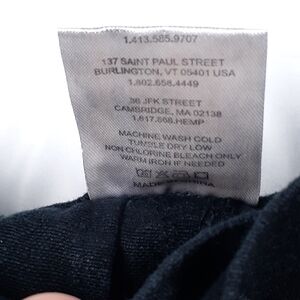 1.413.585.9707
137 SAINT PAUL STREET
BURLINGTON, VT 05401 USA
1.802.658.4449
36 JFK STREET
CAMBRIDGE, MA 02138
1.617.868.HEMP
MACHINE WASH COLD
TUMBLE DRY LOW
NON CHLORINE BLEACH ONLY
WARM IRON IF NEEDED
MADE